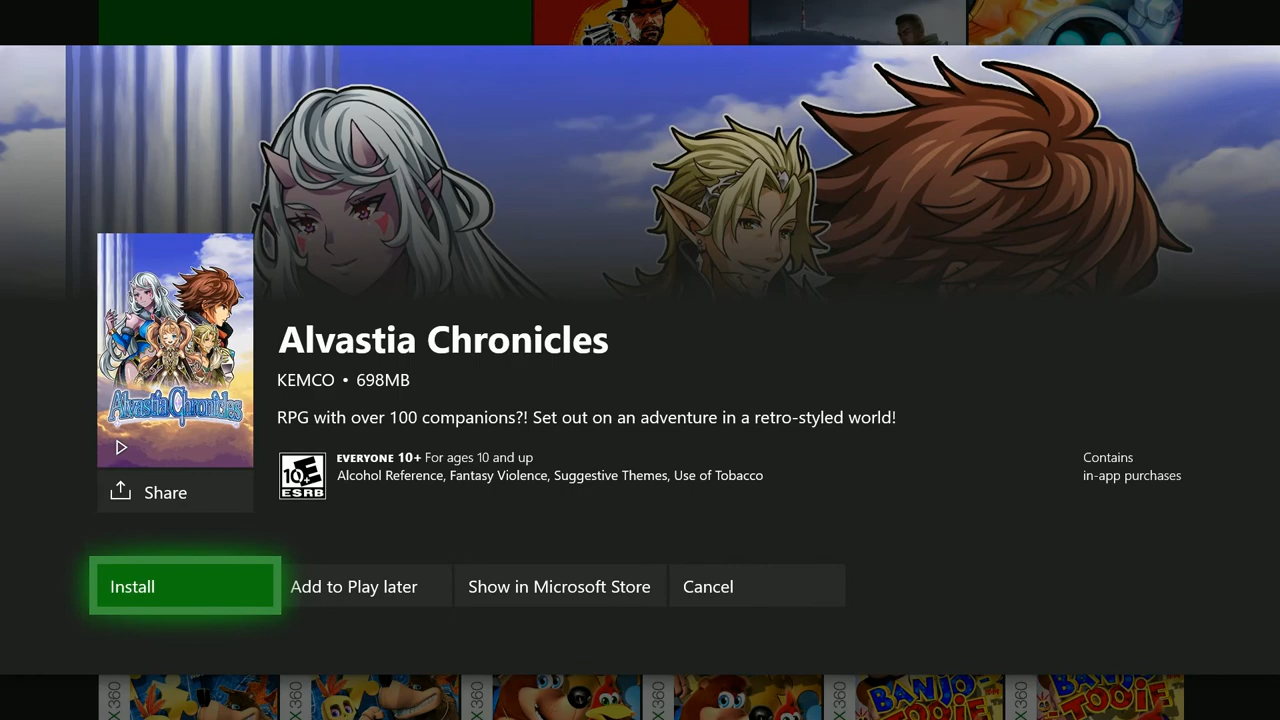 Alvastia Chronicles
Alvastia Chronicles
KEMCO • 698MB
RPG with over 100 companions?! Set out on an adventure in a retro-styled world!
EVERYONE 10+ For ages 10 and up
Alcohol Reference, Fantasy Violence, Suggestive Themes, Use of Tobacco
10+
E
ESRB
Contains
in-app purchases
Share
Install
Add to Play later
Show in Microsoft Store
Cancel
X360
X360
X360
X360
X360
X360
BANJO-
TOOIE
BANJO-
TOOIE